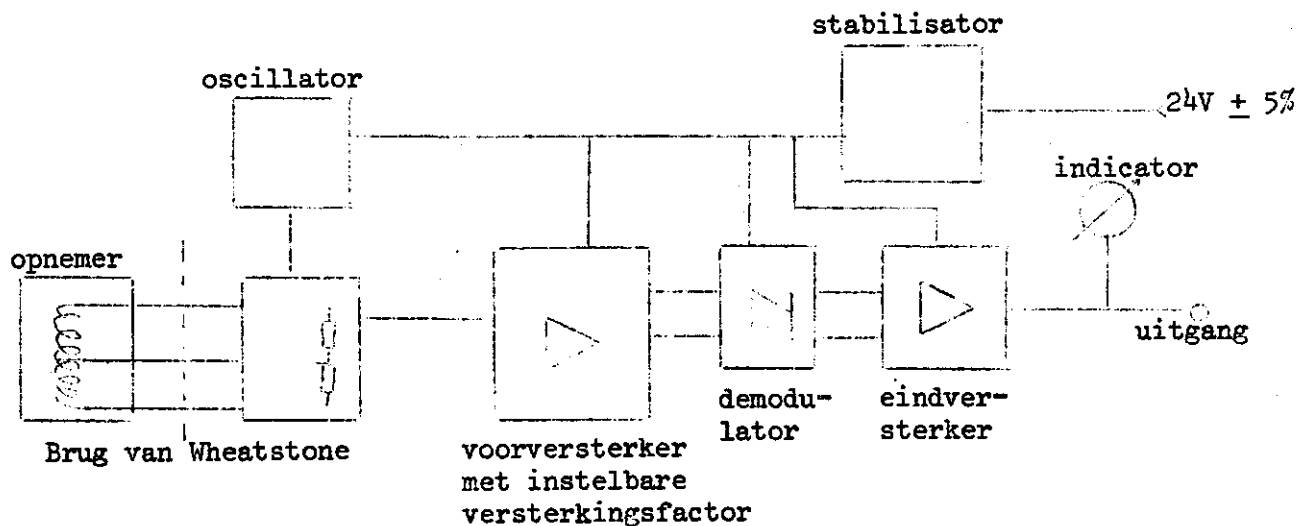 stabilisator
oscillator
24V ± 5%
indicator
opnemer
uitgang
Brug van Wheatstone
demodu-
lator
eindver-
sterker
voorversterker
met instelbare
versterkingsfactor